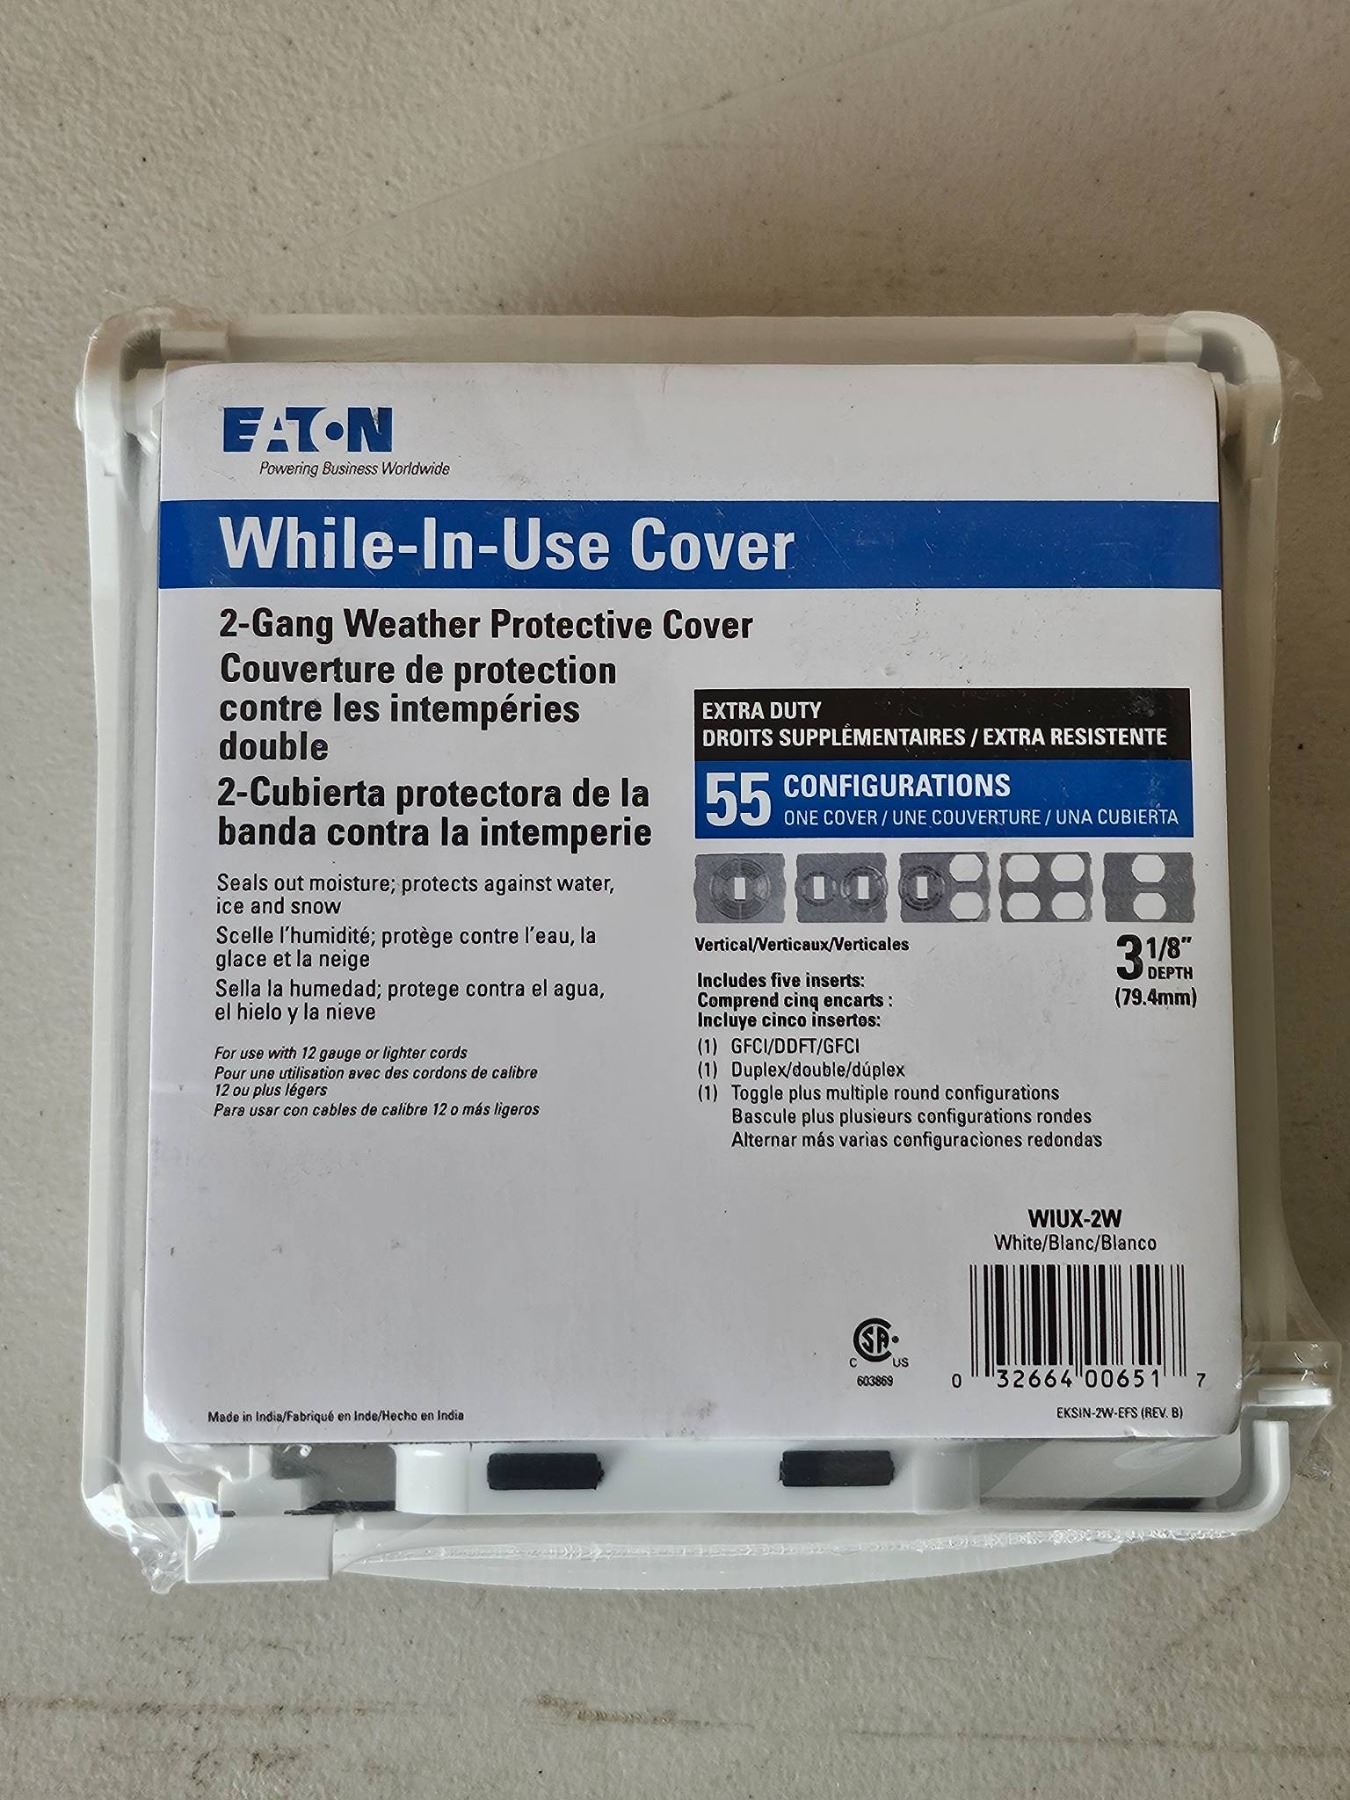 EATON
Powering Business Worldwide
While-In-Use Cover
2-Gang Weather Protective Cover
Couverture de protection
contre les intempéries
double
2-Cubierta protectora de la
banda contra la intemperie
Seals out moisture; protects against water,
ice and snow
Scelle l'humidité; protège contre l'eau, la
glace et la neige
Sella la humedad; protege contra el agua,
el hielo y la nieve
For use with 12 gauge or lighter cords
Pour une utilisation avec des cordons de calibre
12 ou plus légers
Para usar con cables de calibre 12 o más ligeros
EXTRA DUTY
DROITS SUPPLÊMENTAIRES / EXTRA RESISTENTE
55 CONFIGURATIONS
ONE COVER / UNE COUVERTURE / UNA CUBIERTA
Vertical/Verticaux/Verticales
3 1/8" DEPTH
(79.4mm)
Includes five inserts:
Comprend cinq encarts :
Incluye cinco insertos:
(1) GFCI/DDFT/GFCI
(1) Duplex/double/dúplex
(1) Toggle plus multiple round configurations
Bascule plus plusieurs configurations rondes
Alternar más varias configuraciones redondas
WIUX-2W
White/Blanc/Blanco
C SA US
603869
0 32664 00651 7
Made in India/Fabriqué en Inde/Hecho en India
EKSIN-2W-EFS (REV. B)